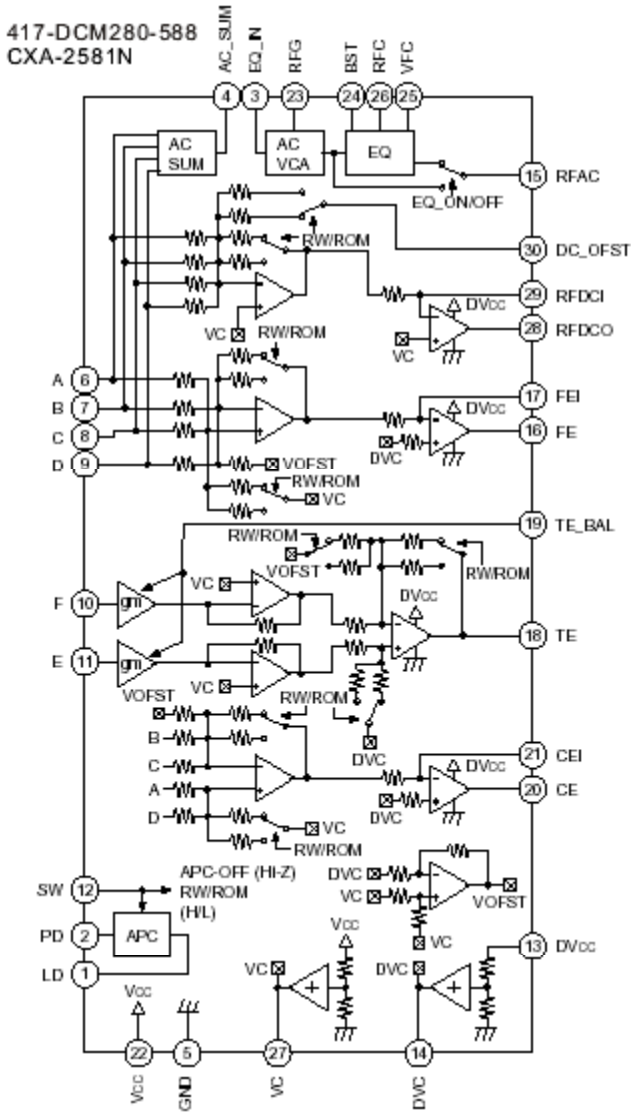 417-DCM280-588
CXA-2581N
AC_SUM
EQ_IN
RFG
BST
RFC
VFC
4
3
23
24
26
25
AC
SUM
AC
VCA
EQ
15 RFAC
EQ_ON/OFF
RW/ROM
30 DC_OFST
29 RFDCI
DVcc
28 RFDCO
VC
VC
RW/ROM
A 6
B 7
C 8
D 9
17 FEI
DVcc
16 FE
DVC
VOFST
RW/ROM
VC
19 TE_BAL
RW/ROM
VOFST
RW/ROM
F 10
gm
VC
DVcc
18 TE
E 11
gm
VOFST
VC
RW/ROM
DVC
B
C
A
D
21 CEI
DVcc
20 CE
DVC
VC
RW/ROM
SW 12
APC-OFF (Hi-Z)
RW/ROM
(H/L)
PD 2
APC
LD 1
DVC
VC
VOFST
VC
13 DVcc
Vcc
VC
DVC
+
+
Vcc
22
5
27
14
Vcc
GND
VC
DVC